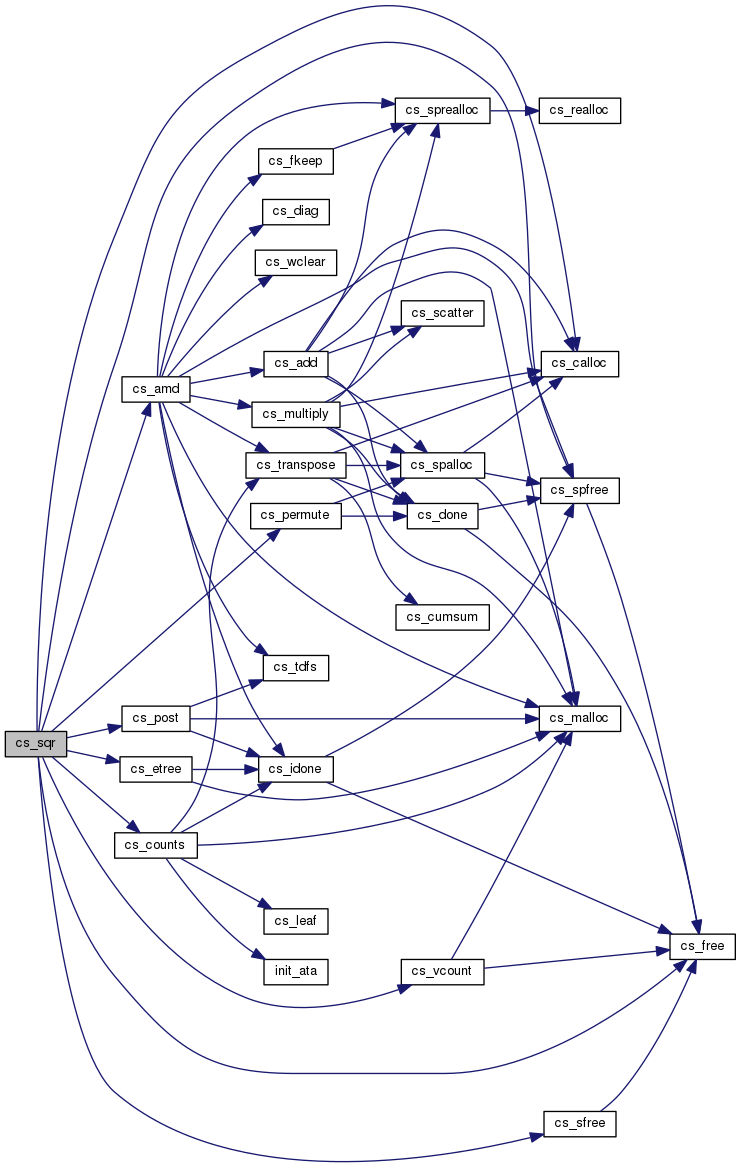 cs_sprealloc
cs_realloc
cs_fkeep
cs_diag
cs_wclear
cs_scatter
cs_add
cs_calloc
cs_amd
cs_multiply
cs_transpose
cs_spalloc
cs_spfree
cs_permute
cs_done
cs_cumsum
cs_tdfs
cs_post
cs_malloc
cs_sqr
cs_etree
cs_idone
cs_counts
cs_leaf
cs_free
init_ata
cs_vcount
cs_sfree